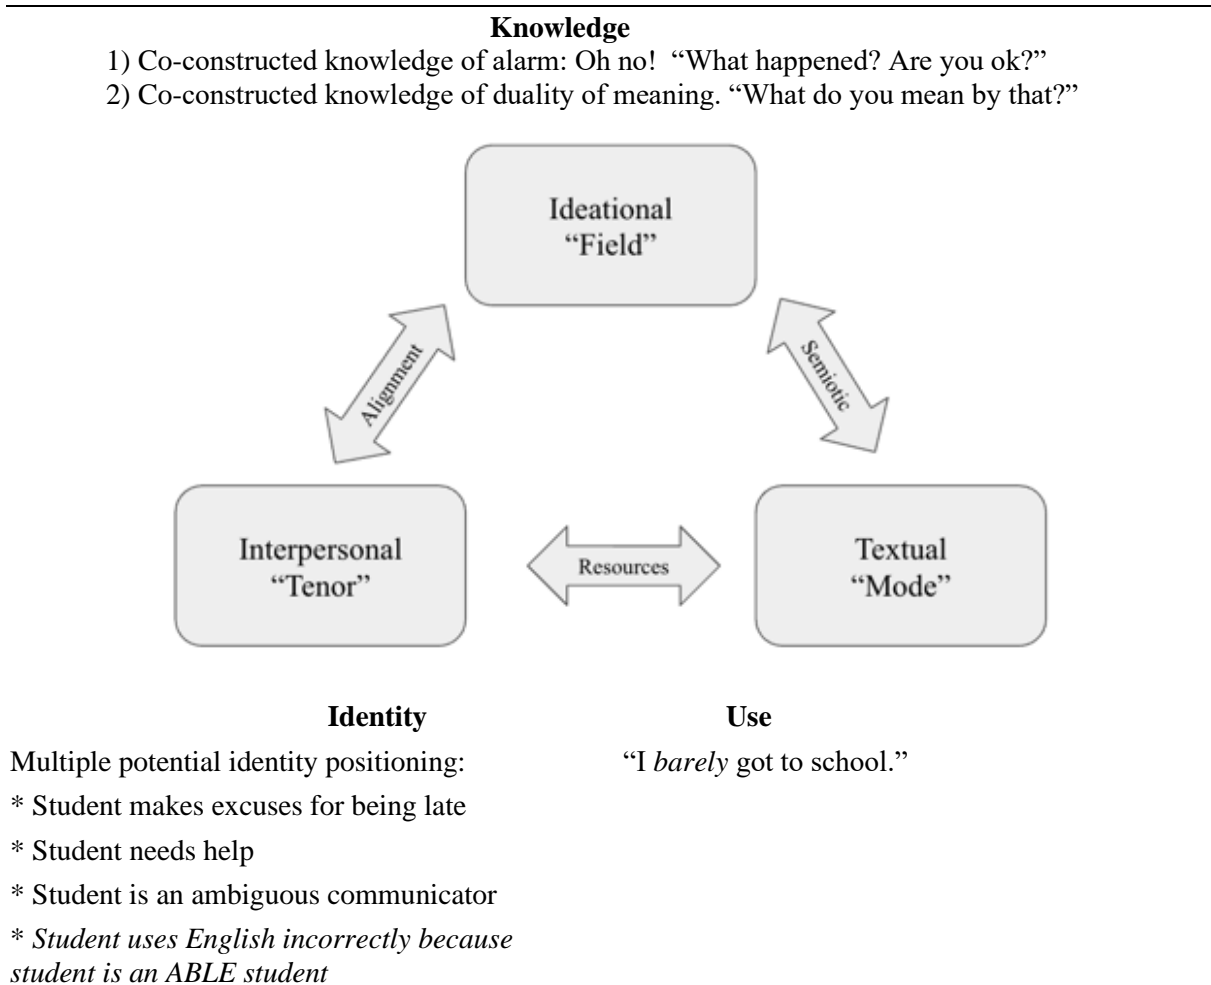 Knowledge
1) Co-constructed knowledge of alarm: Oh no!  “What happened? Are you ok?”
2) Co-constructed knowledge of duality of meaning. “What do you mean by that?”
Ideational
“Field”
Alignment
Semiotic
Interpersonal
“Tenor”
Resources
Textual
“Mode”
Identity
Multiple potential identity positioning:
* Student makes excuses for being late
* Student needs help
* Student is an ambiguous communicator
* Student uses English incorrectly because
student is an ABLE student
Use
“I barely got to school.”